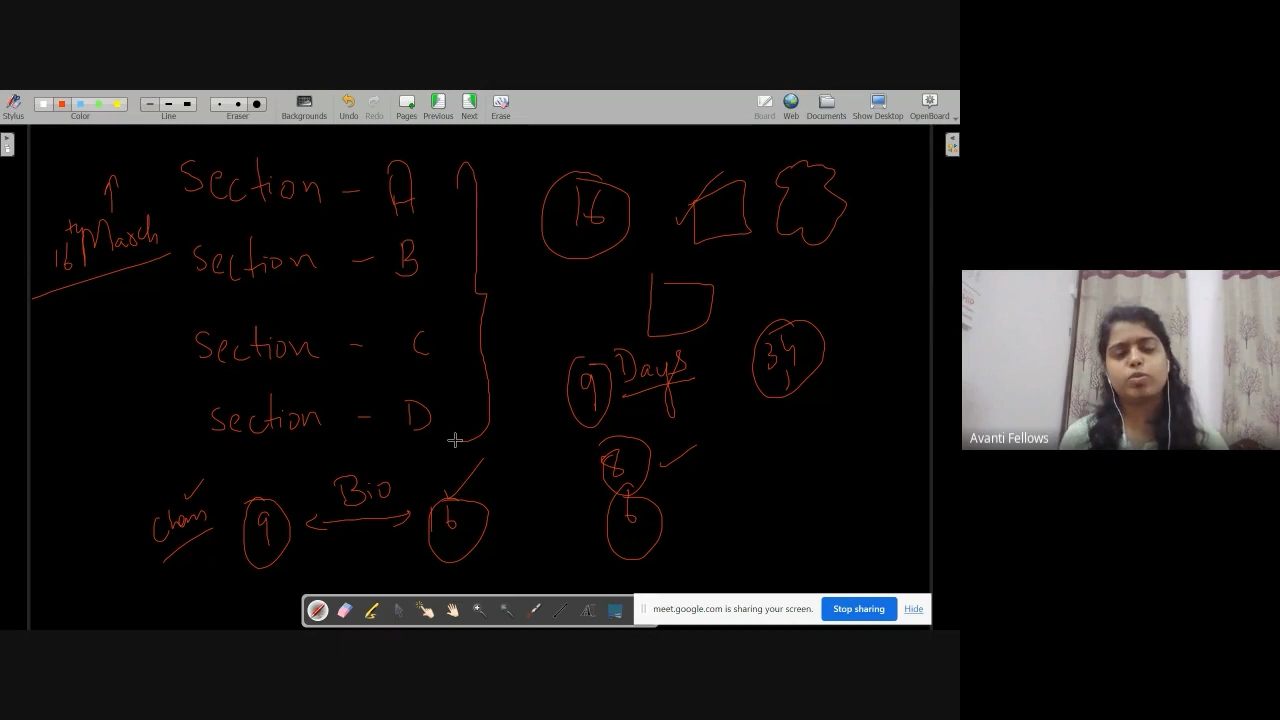 Stylus Color Line Eraser Backgrounds Undo Redo Pages Previous Next Erase Board Web Documents Show Desktop OpenBoard
Section - A
16
16th March
Section - B
Section - C
9 Days
34
Section - D
8
Chem
9
Bio
16
6
Avanti Fellows
meet.google.com is sharing your screen. Stop sharing Hide